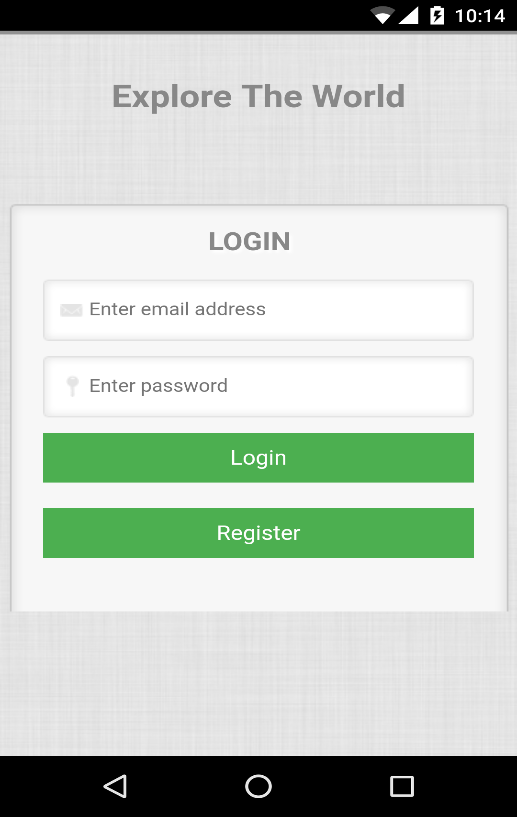 10:14
Explore The World
LOGIN
Enter email address
Enter password
Login
Register